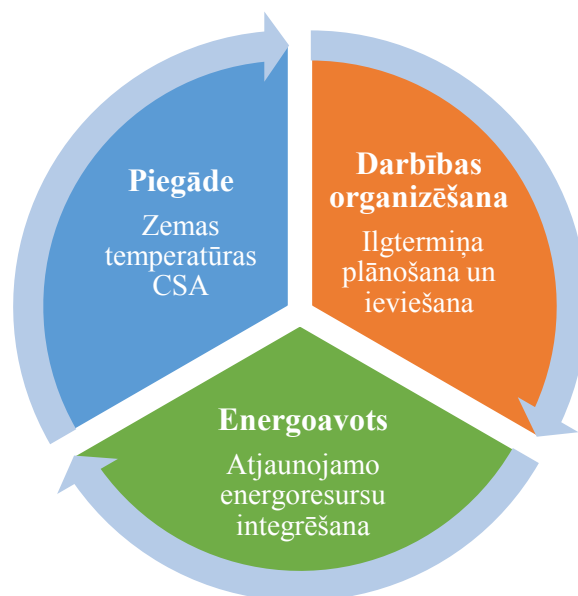 Piegāde
Zemas
temperatūras
CSA
Darbības
organizēšana
Ilgtermiņa
plānošana un
ieviešana
Energoavots
Atjaunojamo
energoresursu
integrēšana